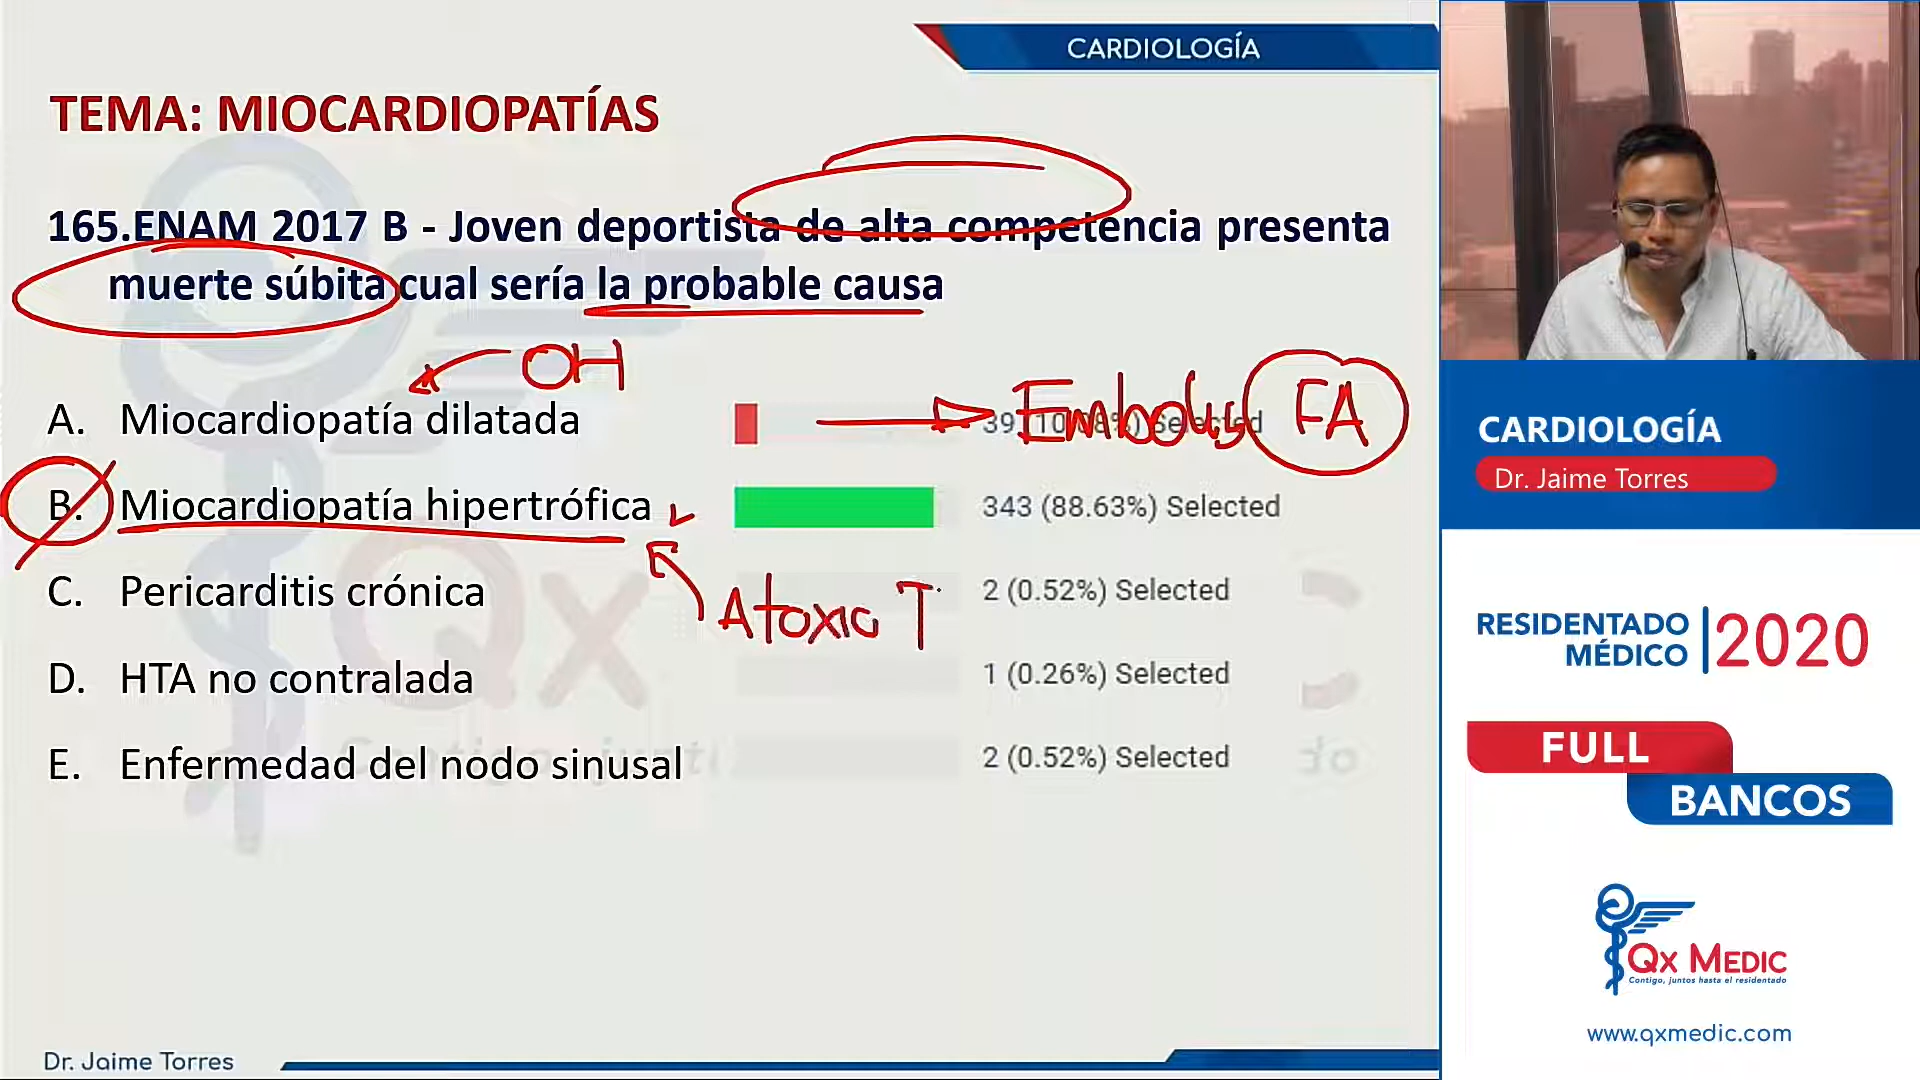 CARDIOLOGÍA
TEMA: MIOCARDIOPATÍAS
165.ENAM 2017 B - Joven deportista de alta competencia presenta
muerte súbita cual sería la probable causa
OH
A. Miocardiopatía dilatada
Selected
FA
B. Miocardiopatía hipertrófica
343 (88.63%) Selected
C. Pericarditis crónica
2 (0.52%) Selected
D. HTA no contralada
1 (0.26%) Selected
E. Enfermedad del nodo sinusal
2 (0.52%) Selected
Dr. Jaime Torres
CARDIOLOGÍA
Dr. Jaime Torres
RESIDENTADO
MÉDICO 2020
FULL
BANCOS
Qx MEDIC
Contigo, juntos hasta el residentado
www.qxmedic.com